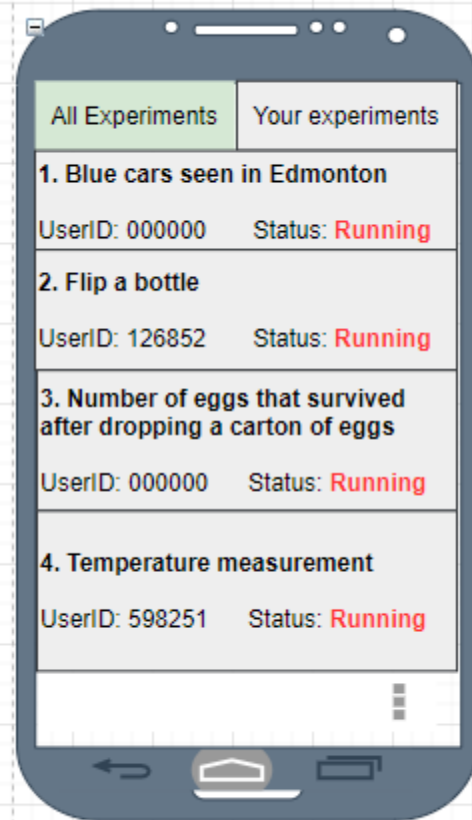 All Experiments Your experiments
1. Blue cars seen in Edmonton
UserID: 000000 Status: Running
2. Flip a bottle
UserID: 126852 Status: Running
3. Number of eggs that survived
after dropping a carton of eggs
UserID: 000000 Status: Running
4. Temperature measurement
UserID: 598251 Status: Running